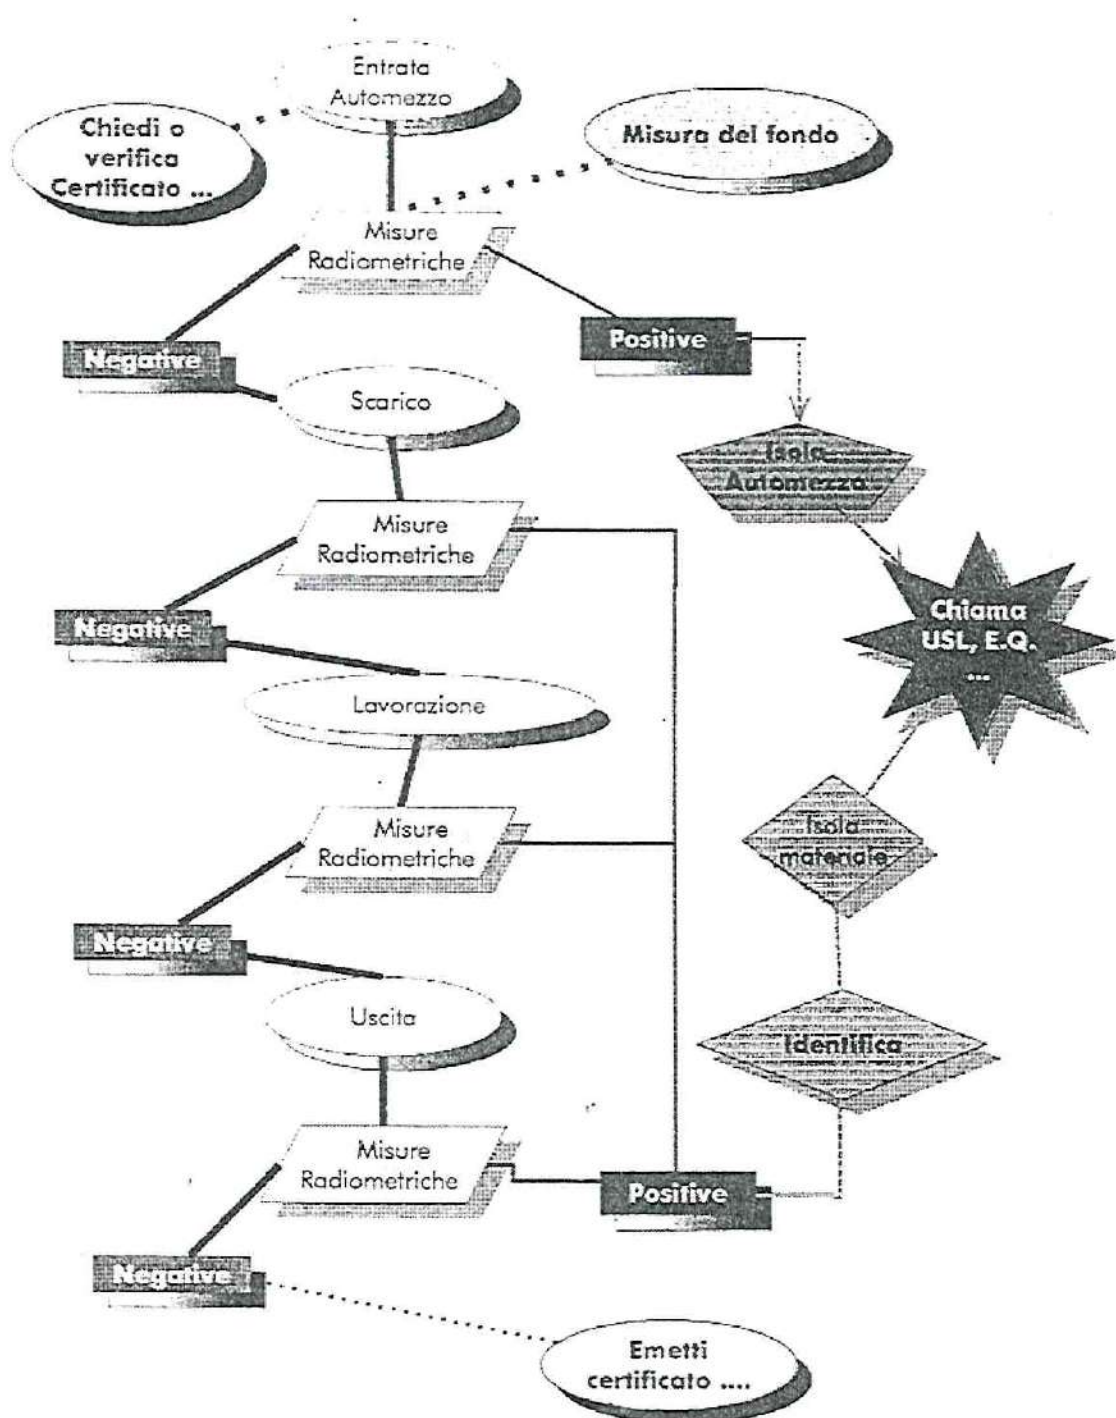 Entrata
Automezzo
Chiedi o
verifica
Certificato ...
Misura del fondo
Misure
Radiometriche
Negative
Positive
Scarico
Isola
Automezzo
Misure
Radiometriche
Negative
Chiama
USL, E.Q.
...
Lavorazione
Misure
Radiometriche
Isola
materiale
Negative
Uscita
Identifica
Misure
Radiometriche
Positive
Negative
Emetti
certificato ....